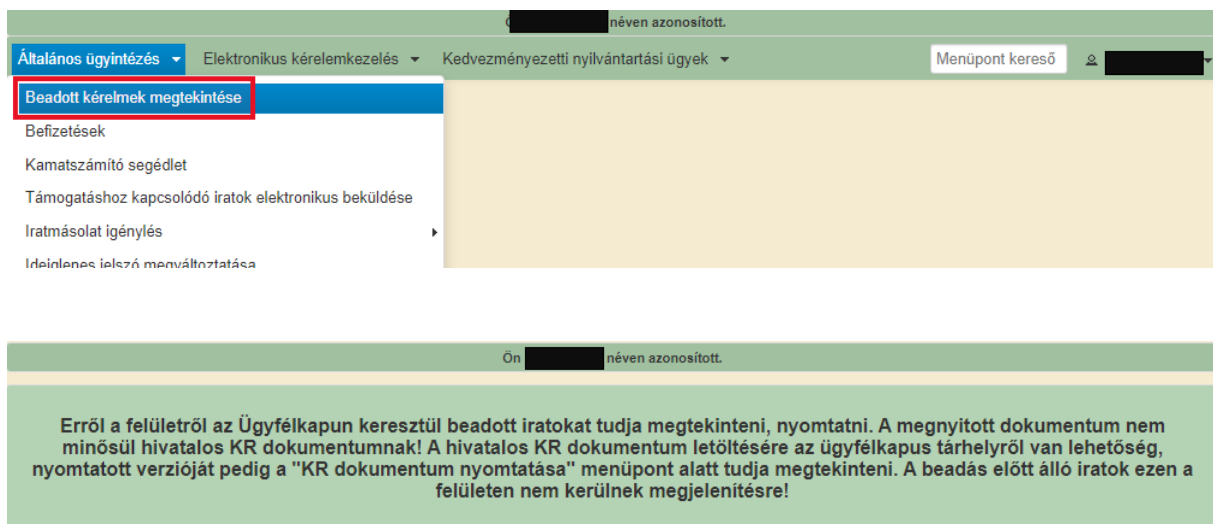 néven azonosított.
Általános ügyintézés Elektronikus kérelemkezelés Kedvezményezetti nyilvántartási ügyek Menüpont kereső
Beadott kérelmek megtekintése
Befizetések
Kamatszámító segédlet
Támogatáshoz kapcsolódó iratok elektronikus beküldése
Iratmásolat igénylés
Ideiglenes jelszó megváltoztatása
Ön néven azonosított.
Erről a felületről az Ügyfélkapun keresztül beadott iratokat tudja megtekinteni, nyomtatni. A megnyitott dokumentum nem
minősül hivatalos KR dokumentumnak! A hivatalos KR dokumentum letöltésére az ügyfélkapus tárhelyről van lehetőség,
nyomtatott verzióját pedig a "KR dokumentum nyomtatása" menüpont alatt tudja megtekinteni. A beadás előtt álló iratok ezen a
felületen nem kerülnek megjelenítésre!